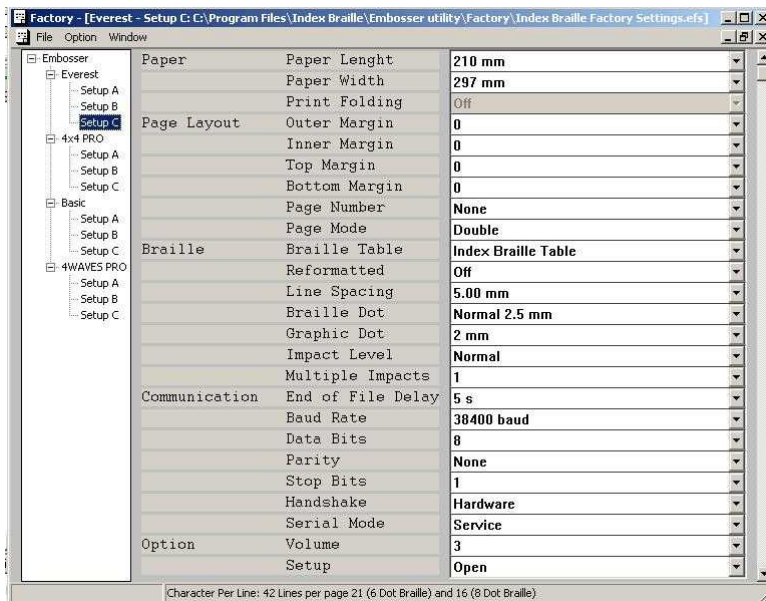 Factory - [Everest - Setup C: C:\Program Files\Index Braille\Embosser utility\Factory\Index Braille Factory Settings.efs]
File Option Window
Embosser
Everest
Setup A
Setup B
Setup C
4x4 PRO
Setup A
Setup B
Setup C
Basic
Setup A
Setup B
Setup C
4WAVES PRO
Setup A
Setup B
Setup C
Paper Paper Lenght 210 mm
Paper Width 297 mm
Print Folding Off
Page Layout Outer Margin 0
Inner Margin 0
Top Margin 0
Bottom Margin 0
Page Number None
Page Mode Double
Braille Braille Table Index Braille Table
Reformatted Off
Line Spacing 5.00 mm
Braille Dot Normal 2.5 mm
Graphic Dot 2 mm
Impact Level Normal
Multiple Impacts 1
Communication End of File Delay 5 s
Baud Rate 38400 baud
Data Bits 8
Parity None
Stop Bits 1
Handshake Hardware
Serial Mode Service
Option Volume 3
Setup Open
Character Per Line: 42 Lines per page 21 (6 Dot Braille) and 16 (8 Dot Braille)